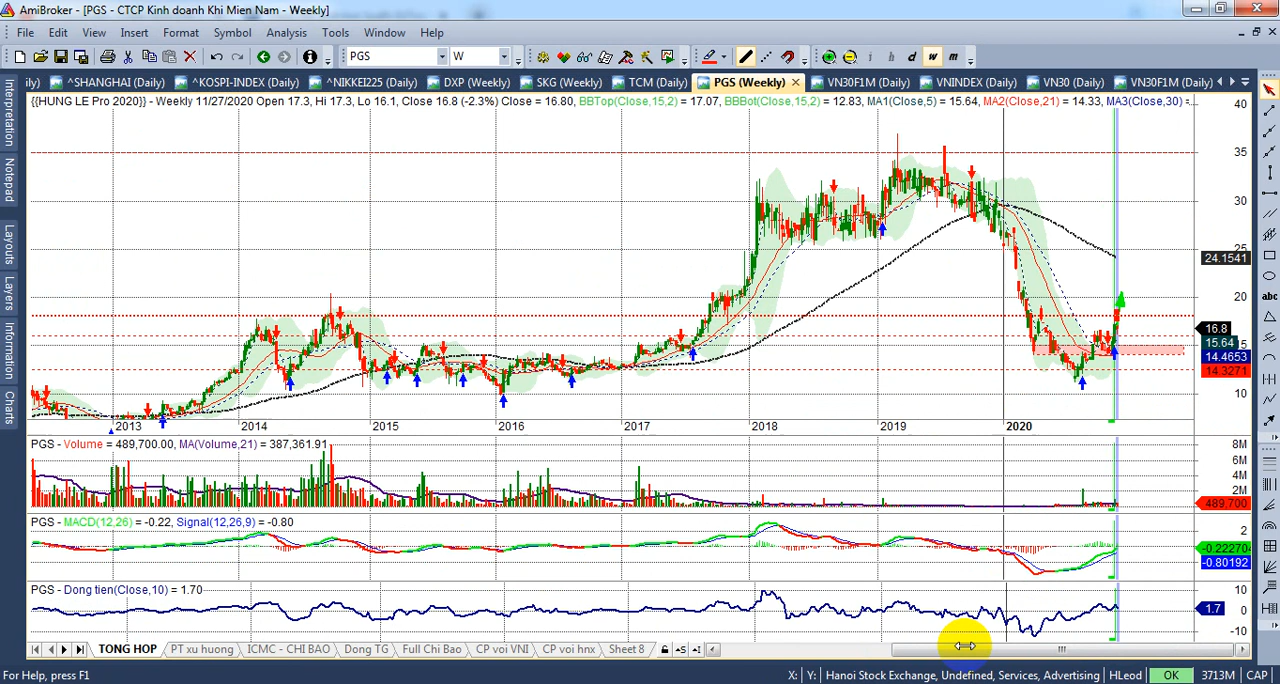 AmiBroker - [PGS - CTCP Kinh doanh Khi Mien Nam - Weekly]
File Edit View Insert Format Symbol Analysis Tools Window Help
PGS W i h d w m
ily) ^SHANGHAI (Daily) ^KOSPI-INDEX (Daily) ^NIKKEI225 (Daily) DXP (Weekly) SKG (Weekly) TCM (Daily) PGS (Weekly) VN30F1M (Daily) VNINDEX (Daily) VN30 (Daily) VN30F1M (Daily)
{{HUNG LE Pro 2020}} - Weekly 11/27/2020 Open 17.3, Hi 17.3, Lo 16.1, Close 16.8 (-2.3%) Close = 16.80, BBTop(Close,15,2) = 17.07, BBBot(Close,15,2) = 12.83, MA1(Close,5) = 15.64, MA2(Close,21) = 14.33, MA3(Close,30) =
Interpretation
Notepad
Layouts
Layers
Information
Charts
abc
40
35
30
25
24.1541
20
16.8
15.64
14.4653
14.3271
10
2013 2014 2015 2016 2017 2018 2019 2020
PGS - Volume = 489,700.00, MA(Volume,21) = 387,361.91
8M
6M
4M
2M
489,700
PGS - MACD(12,26) = -0.22, Signal(12,26,9) = -0.80
2
-0.222704
-0.80192
PGS - Dong tien(Close,10) = 1.70
10
1.7
0
-10
TONG HOP PT xu huong ICMC - CHI BAO Dong TG Full Chi Bao CP voi VNI CP voi hnx Sheet 8
For Help, press F1 X: Y: Hanoi Stock Exchange, Undefined, Services, Advertising HLeod OK 3713M CAP